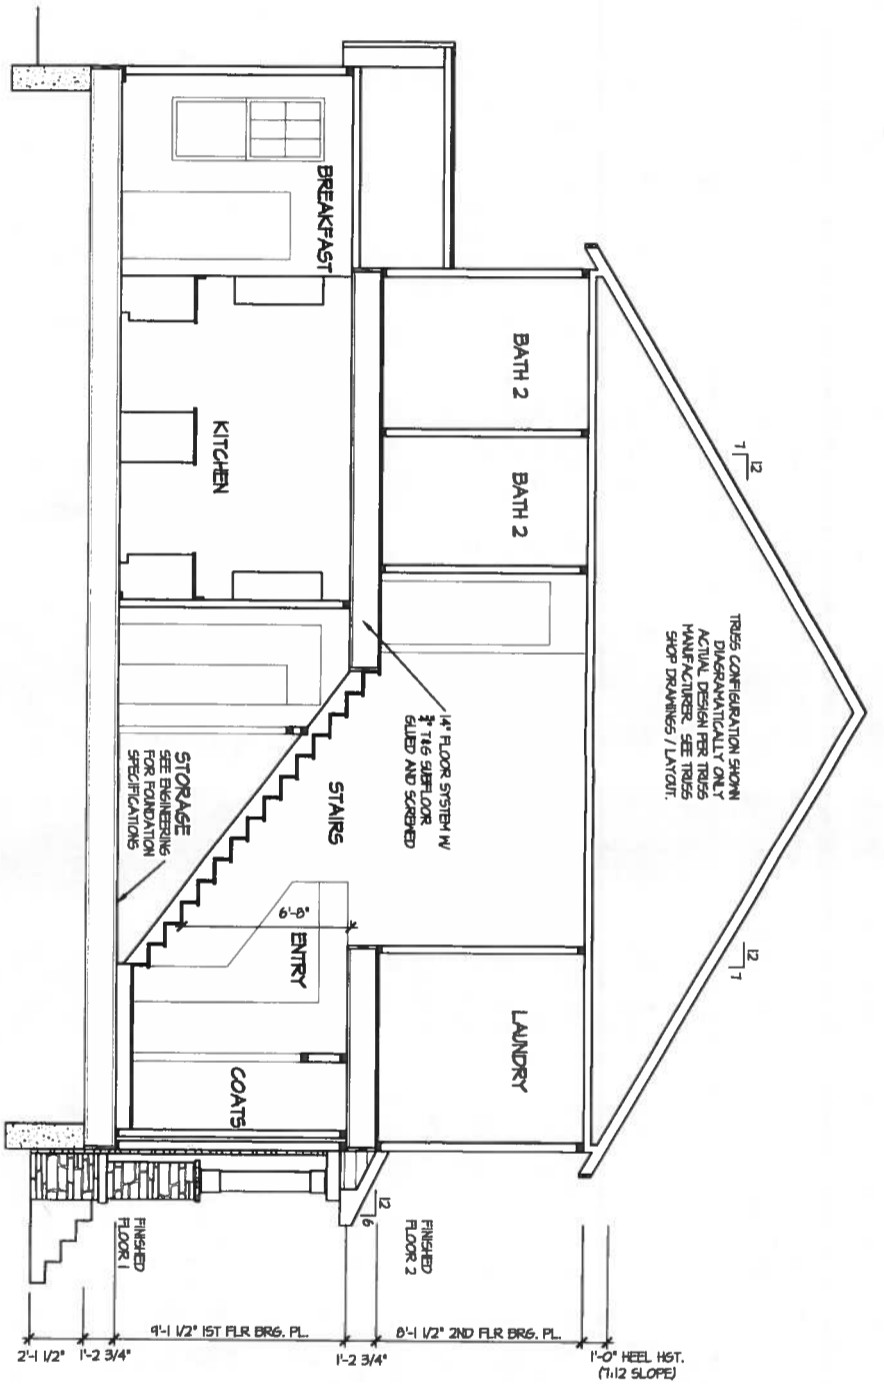 TRUSS CONFIGURATION SHOWN
DIAGRAMATICALLY ONLY
ACTUAL DESIGN PER TRUSS
MANUFACTURER. SEE TRUSS
SHOP DRAWINGS / LAYOUT.
12
7
12
7
BATH 2
BATH 2
LAUNDRY
14" FLOOR SYSTEM W/
3/4" T&G SUBFLOOR
GLUED AND SCREWED
BREAKFAST
KITCHEN
STAIRS
6'-8"
ENTRY
COATS
STORAGE
SEE ENGINEERING
FOR FOUNDATION
SPECIFICATIONS
12
6
FINISHED
FLOOR 2
FINISHED
FLOOR 1
2'-1 1/2"
1'-2 3/4"
9'-1 1/2" 1ST FLR BRG. PL.
1'-2 3/4"
8'-1 1/2" 2ND FLR BRG. PL.
1'-0" HEEL HGT.
(7:12 SLOPE)